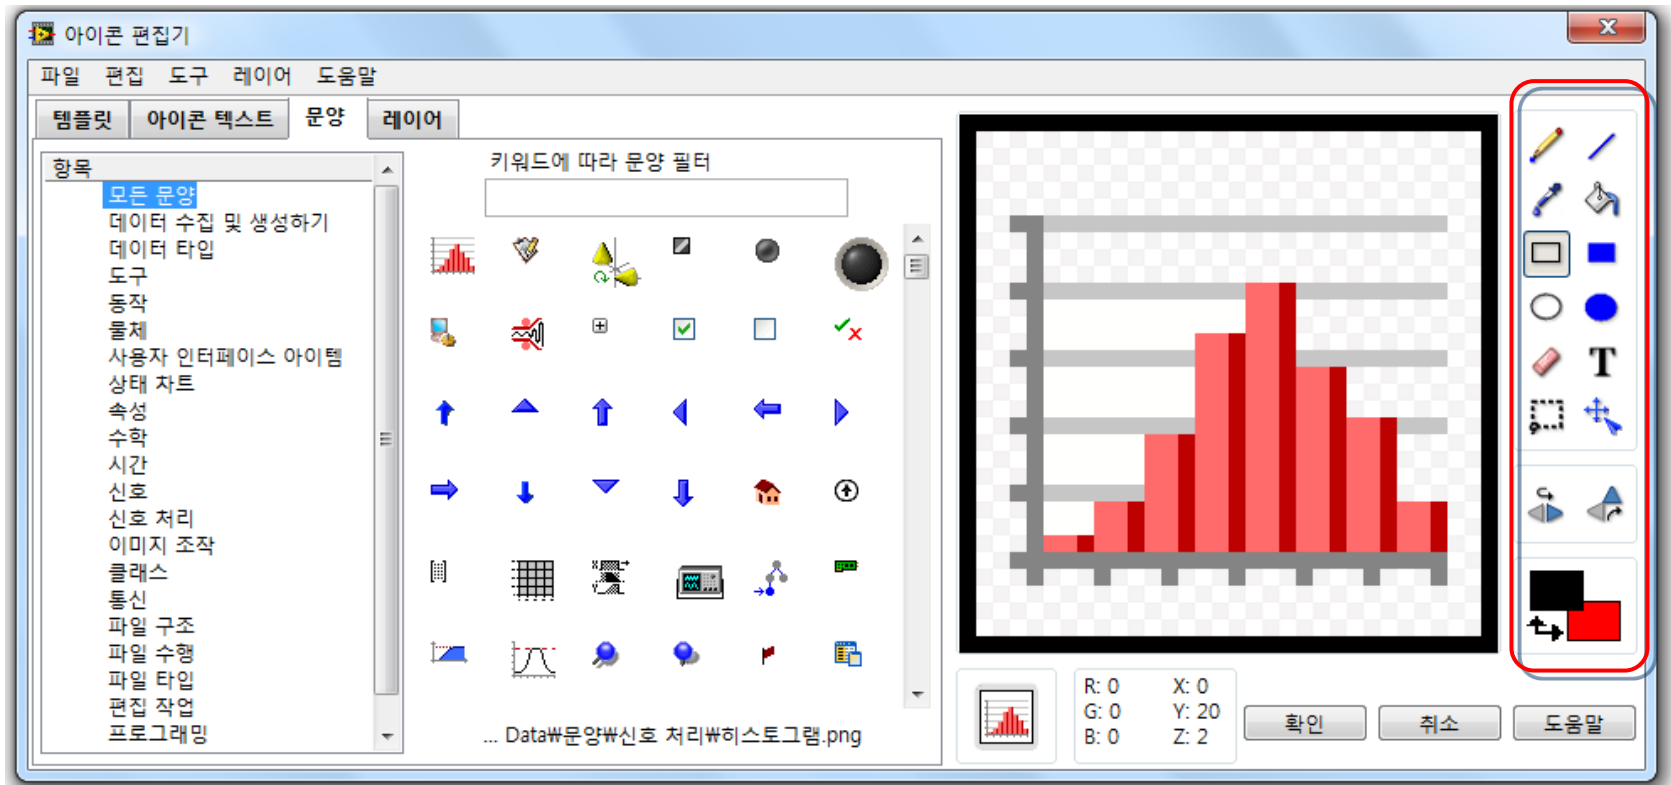 아이콘 편집기
파일 편집 도구 레이어 도움말
템플릿 아이콘 텍스트 문양 레이어
항목
모든 문양
데이터 수집 및 생성하기
데이터 타입
도구
동작
물체
사용자 인터페이스 아이템
상태 차트
속성
수학
시간
신호
신호 처리
이미지 조작
클래스
통신
파일 구조
파일 수행
파일 타입
편집 작업
프로그래밍
키워드에 따라 문양 필터
... Data₩문양₩신호 처리₩히스토그램.png
T
R: 0 X: 0
G: 0 Y: 20
B: 0 Z: 2
확인 취소 도움말